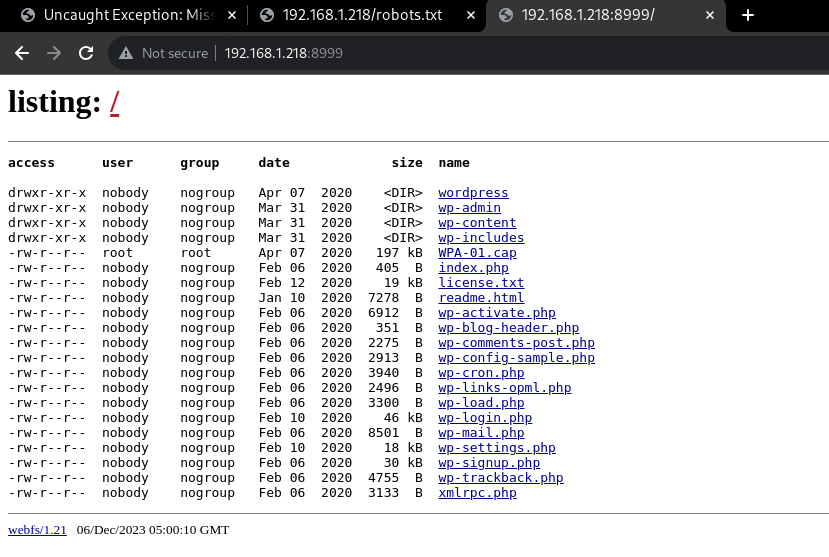 Uncaught Exception: Miss
192.168.1.218/robots.txt
192.168.1.218:8999/
Not secure
192.168.1.218:8999
listing: /
access user group date size name
drwxr-xr-x nobody nogroup Apr 07 2020 <DIR> wordpress
drwxr-xr-x nobody nogroup Mar 31 2020 <DIR> wp-admin
drwxr-xr-x nobody nogroup Mar 31 2020 <DIR> wp-content
drwxr-xr-x nobody nogroup Mar 31 2020 <DIR> wp-includes
-rw-r--r-- root root Apr 07 2020 197 kB WPA-01.cap
-rw-r--r-- nobody nogroup Feb 06 2020 405 B index.php
-rw-r--r-- nobody nogroup Feb 12 2020 19 kB license.txt
-rw-r--r-- nobody nogroup Jan 10 2020 7278 B readme.html
-rw-r--r-- nobody nogroup Feb 06 2020 6912 B wp-activate.php
-rw-r--r-- nobody nogroup Feb 06 2020 351 B wp-blog-header.php
-rw-r--r-- nobody nogroup Feb 06 2020 2275 B wp-comments-post.php
-rw-r--r-- nobody nogroup Feb 06 2020 2913 B wp-config-sample.php
-rw-r--r-- nobody nogroup Feb 06 2020 3940 B wp-cron.php
-rw-r--r-- nobody nogroup Feb 06 2020 2496 B wp-links-opml.php
-rw-r--r-- nobody nogroup Feb 06 2020 3300 B wp-load.php
-rw-r--r-- nobody nogroup Feb 10 2020 46 kB wp-login.php
-rw-r--r-- nobody nogroup Feb 06 2020 8501 B wp-mail.php
-rw-r--r-- nobody nogroup Feb 10 2020 18 kB wp-settings.php
-rw-r--r-- nobody nogroup Feb 06 2020 30 kB wp-signup.php
-rw-r--r-- nobody nogroup Feb 06 2020 4755 B wp-trackback.php
-rw-r--r-- nobody nogroup Feb 06 2020 3133 B xmlrpc.php
webfs/1.21 06/Dec/2023 05:00:10 GMT